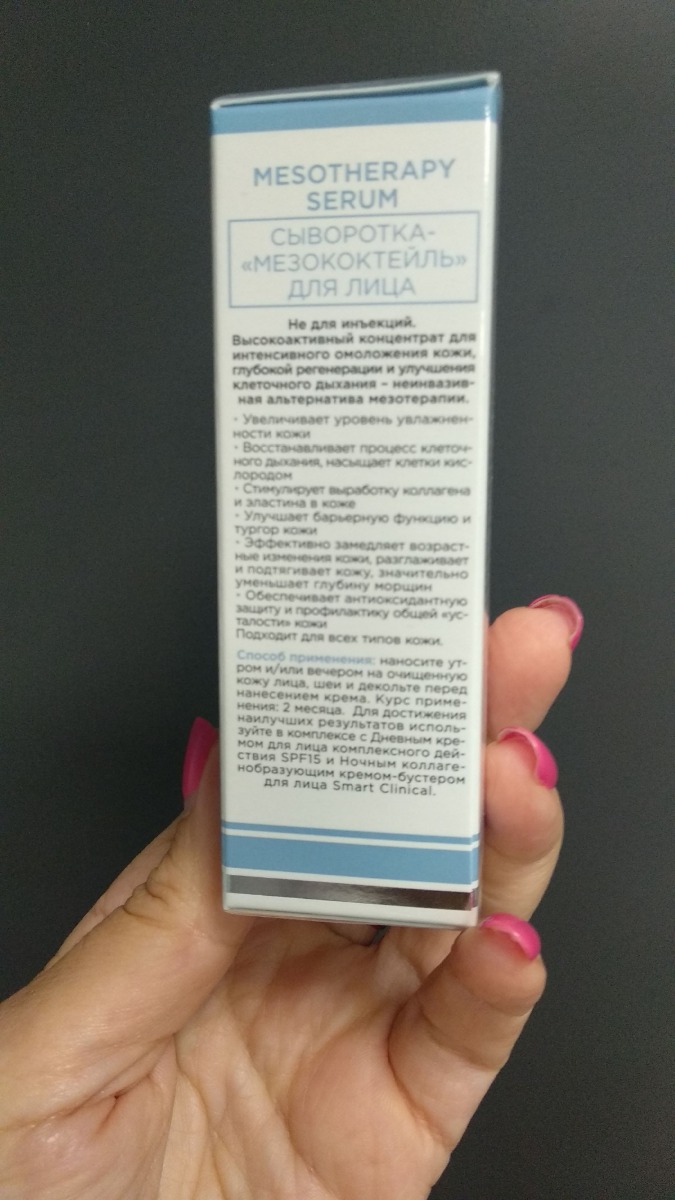 MESOTHERAPY
SERUM
СЫВОРОТКА-
«МЕЗОКОКТЕЙЛЬ»
ДЛЯ ЛИЦА
Не для инъекций.
Высокоактивный концентрат для
интенсивного омоложения кожи,
глубокой регенерации и улучшения
клеточного дыхания – неинвазив-
ная альтернатива мезотерапии.
· Увеличивает уровень увлажнен-
ности кожи
· Восстанавливает процесс клеточ-
ного дыхания, насыщает клетки кис-
лородом
· Стимулирует выработку коллагена
и эластина в коже
· Улучшает барьерную функцию и
тургор кожи
· Эффективно замедляет возраст-
ные изменения кожи, разглаживает
и подтягивает кожу, значительно
уменьшает глубину морщин
· Обеспечивает антиоксидантную
защиту и профилактику общей «ус-
талости» кожи
Подходит для всех типов кожи.
Способ применения: наносите ут-
ром и/или вечером на очищенную
кожу лица, шеи и декольте перед
нанесением крема. Курс приме-
нения: 2 месяца. Для достижения
наилучших результатов исполь-
зуйте в комплексе с Дневным кре-
мом для лица комплексного дей-
ствия SPF15 и Ночным коллаге-
нобразующим кремом-бустером
для лица Smart Clinical.